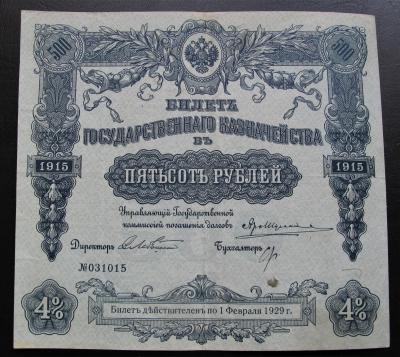 500 500
БИЛЕТЪ
ГОСУДАРСТВЕННАГО КАЗНАЧЕЙСТВА
ВЪ
1915 1915
ПЯТЬСОТЪ РУБЛЕЙ
Управляющій Государственной
коммиссіей погашенія долговъ
Директоръ Бухгалтеръ
№031015
4% 4%
Билетъ дѣйствителенъ по 1 Февраля 1929 г.